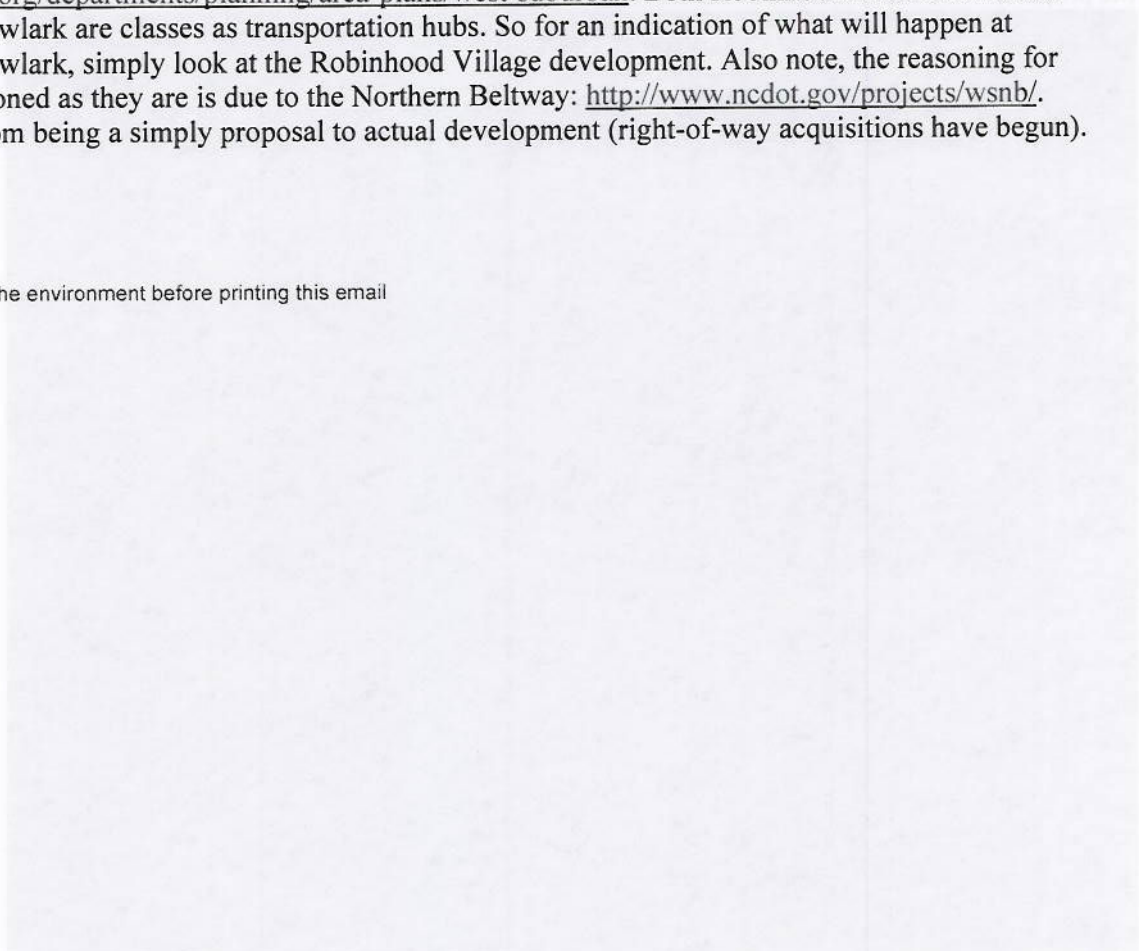 wlark are classes as transportation hubs. So for an indication of what will happen at
wlark, simply look at the Robinhood Village development. Also note, the reasoning for
oned as they are is due to the Northern Beltway: http://www.ncdot.gov/projects/wsnb/.
m being a simply proposal to actual development (right-of-way acquisitions have begun).
he environment before printing this email